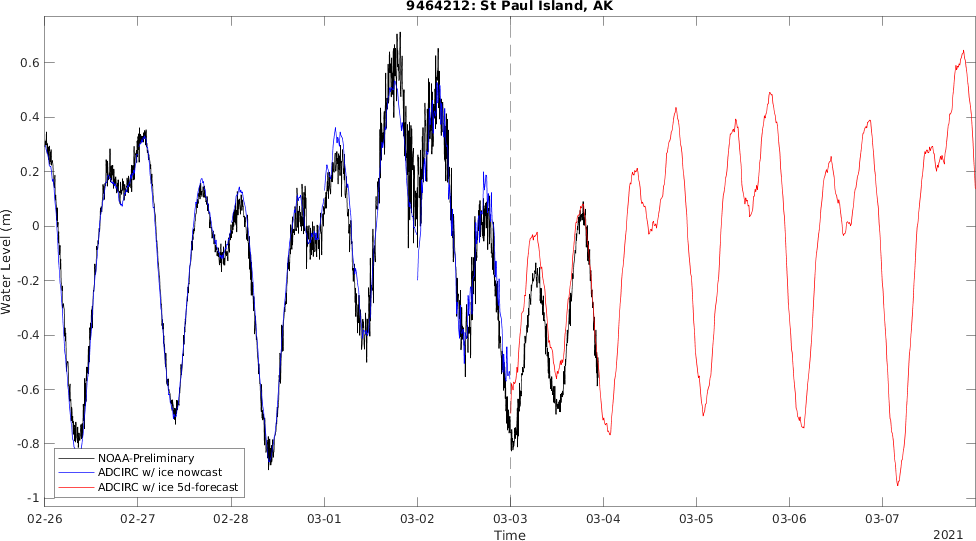 9464212: St Paul Island, AK
Water Level (m)
0.6
0.4
0.2
0
-0.2
-0.4
-0.6
-0.8
-1
NOAA-Preliminary
ADCIRC w/ ice nowcast
ADCIRC w/ ice 5d-forecast
02-26 02-27 02-28 03-01 03-02 03-03 03-04 03-05 03-06 03-07
Time
2021